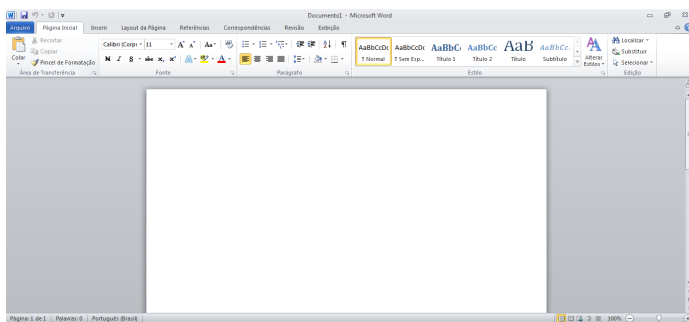 Documento1 - Microsoft Word
Arquivo Página Inicial Inserir Layout da Página Referências Correspondências Revisão Exibição
Recortar
Copiar
Pincel de Formatação
Colar
Área de Transferência
Calibri (Corpo 11
N I S abc x, x² A
Fonte
Parágrafo
AaBbCcDc AaBbCcDc AaBbC AaBbCc AaB AaBbCc.
¶ Normal ¶ Sem Esp... Título 1 Título 2 Título Subtítulo
Alterar
Estilos
Estilo
Localizar
Substituir
Selecionar
Edição
Página: 1 de 1 Palavras: 0 Português (Brasil) 100%